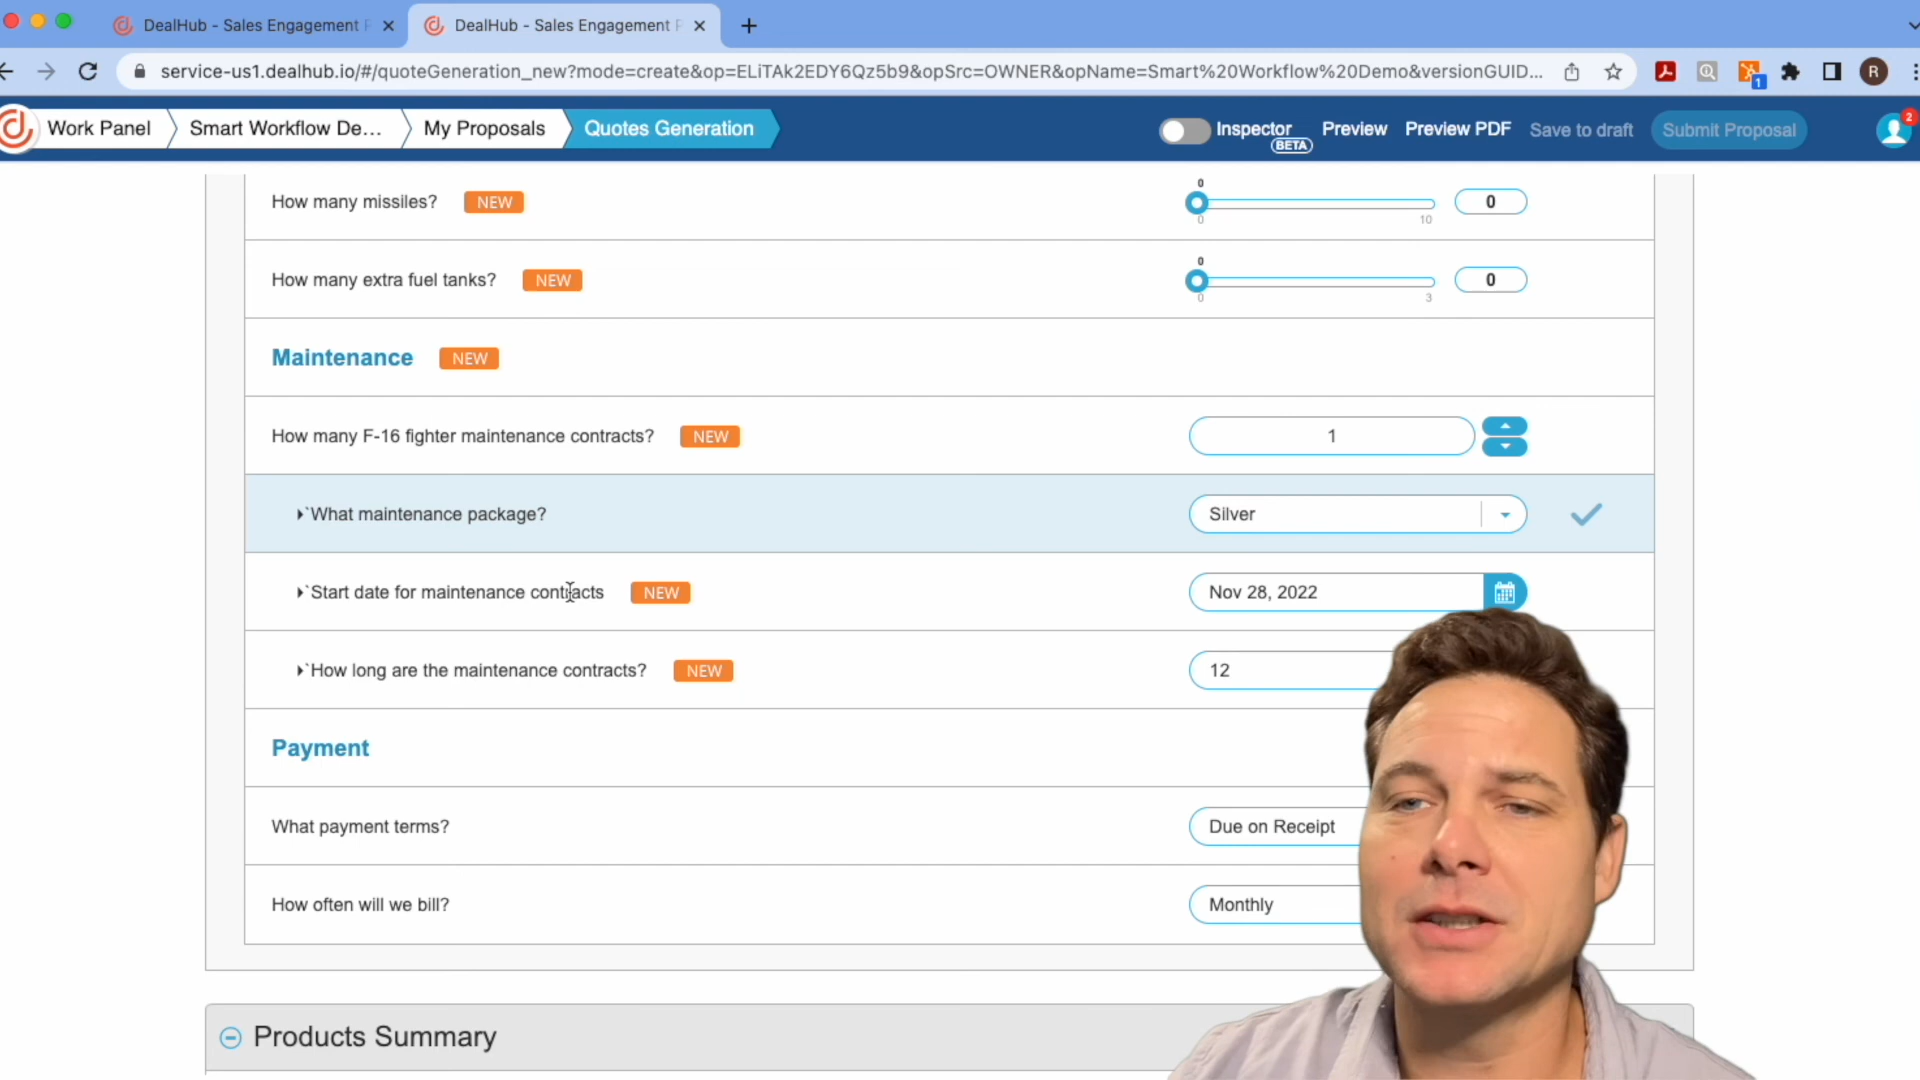 DealHub - Sales Engagement P
DealHub - Sales Engagement P
service-us1.dealhub.io/#/quoteGeneration_new?mode=create&op=ELiTAk2EDY6Qz5b9&opSrc=OWNER&opName=Smart%20Workflow%20Demo&versionGUID...
1
R
Work Panel
Smart Workflow De...
My Proposals
Quotes Generation
Inspector
BETA
Preview
Preview PDF
Save to draft
Submit Proposal
2
How many missiles? NEW
0
0
10
0
How many extra fuel tanks? NEW
0
0
3
0
Maintenance NEW
How many F-16 fighter maintenance contracts? NEW
1
`What maintenance package?
Silver
`Start date for maintenance contracts NEW
Nov 28, 2022
`How long are the maintenance contracts? NEW
12
Payment
What payment terms?
Due on Receipt
How often will we bill?
Monthly
Products Summary